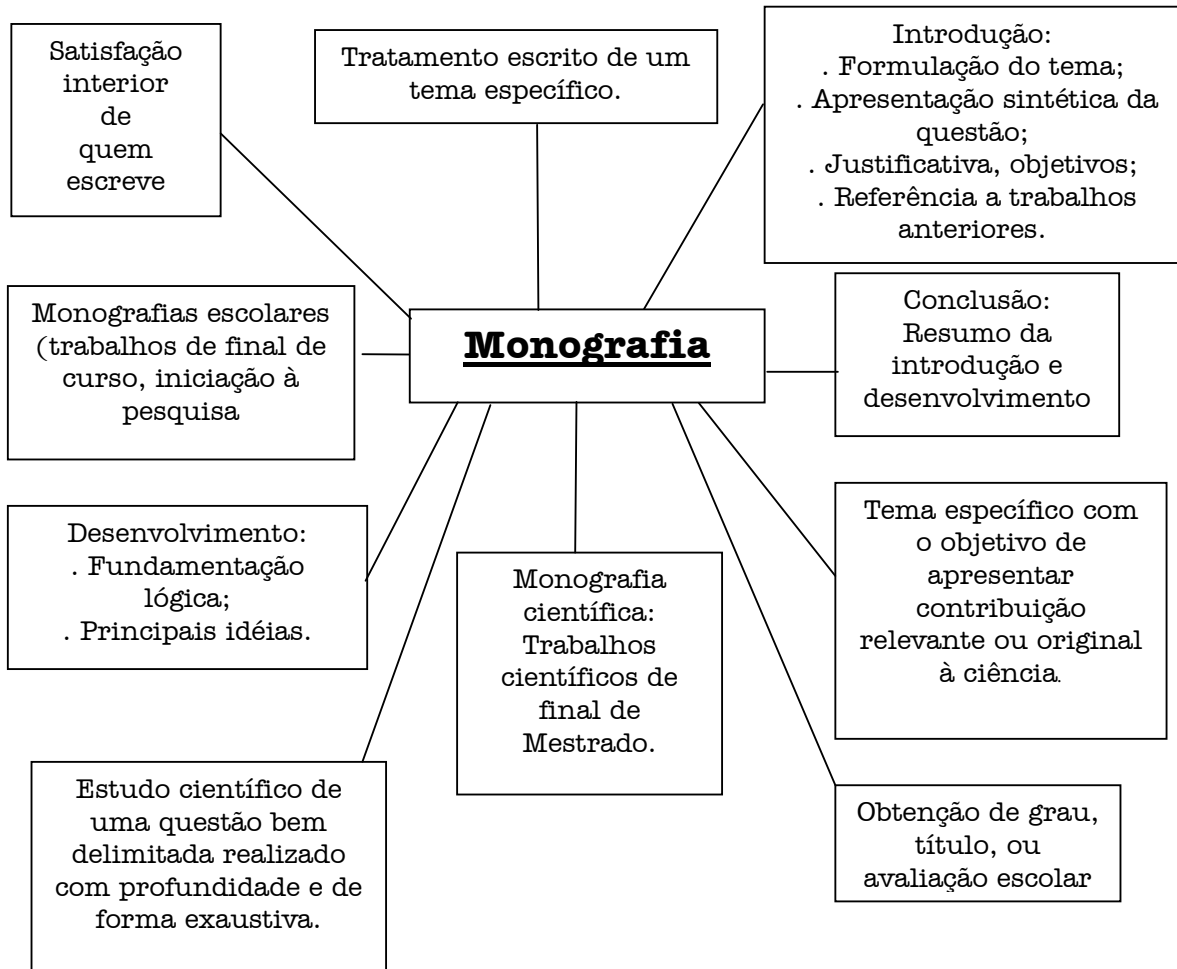 Satisfação
interior
de
quem
escreve
Tratamento escrito de um
tema específico.
Introdução:
. Formulação do tema;
. Apresentação sintética da
questão;
. Justificativa, objetivos;
. Referência a trabalhos
anteriores.
Monografias escolares
(trabalhos de final de
curso, iniciação à
pesquisa
Monografia
Conclusão:
Resumo da
introdução e
desenvolvimento
Desenvolvimento:
. Fundamentação
lógica;
. Principais idéias.
Monografia
científica:
Trabalhos
científicos de
final de
Mestrado.
Tema específico com
o objetivo de
apresentar
contribuição
relevante ou original
à ciência.
Estudo científico de
uma questão bem
delimitada realizado
com profundidade e de
forma exaustiva.
Obtenção de grau,
título, ou
avaliação escolar